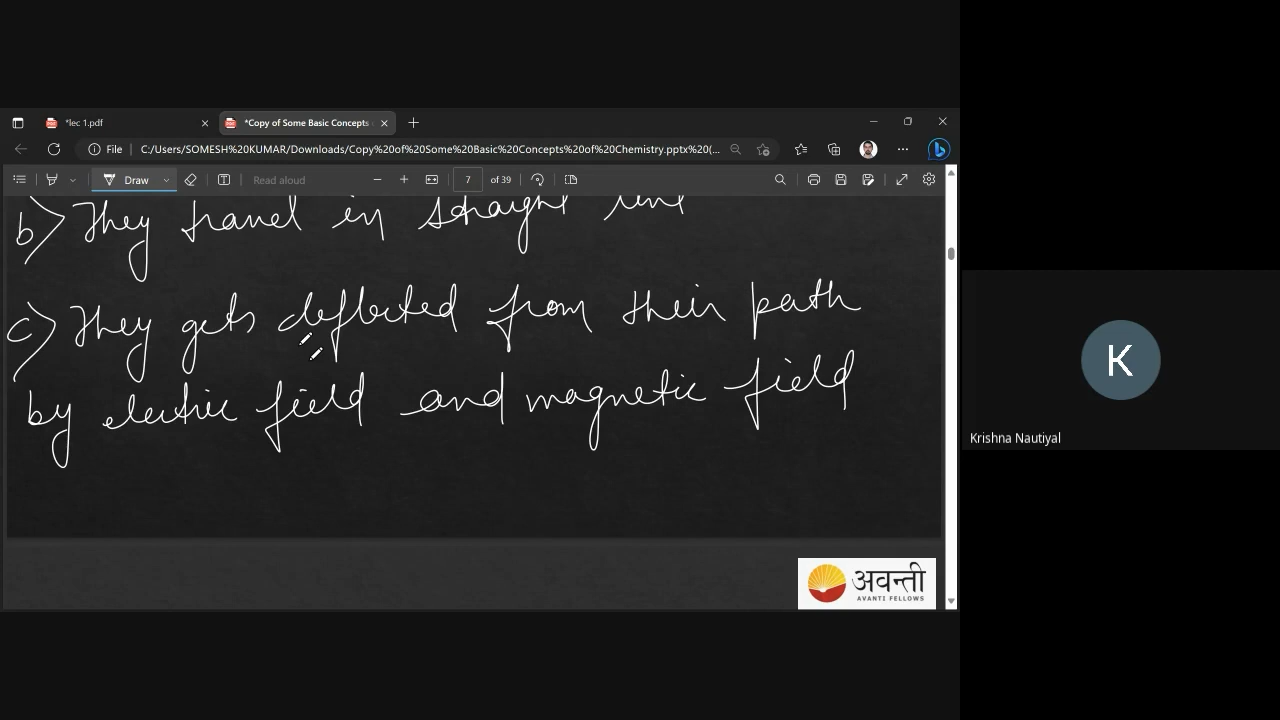 *lec 1.pdf
*Copy of Some Basic Concepts
File
C:/Users/SOMESH%20KUMAR/Downloads/Copy%20of%20Some%20Basic%20Concepts%20of%20Chemistry.pptx%20(...
Draw
Read aloud
7 of 39
b) They travel in straight line
c) They gets deflected from their path
by electric field and magnetic field
अवन्ती
AVANTI FELLOWS
K
Krishna Nautiyal